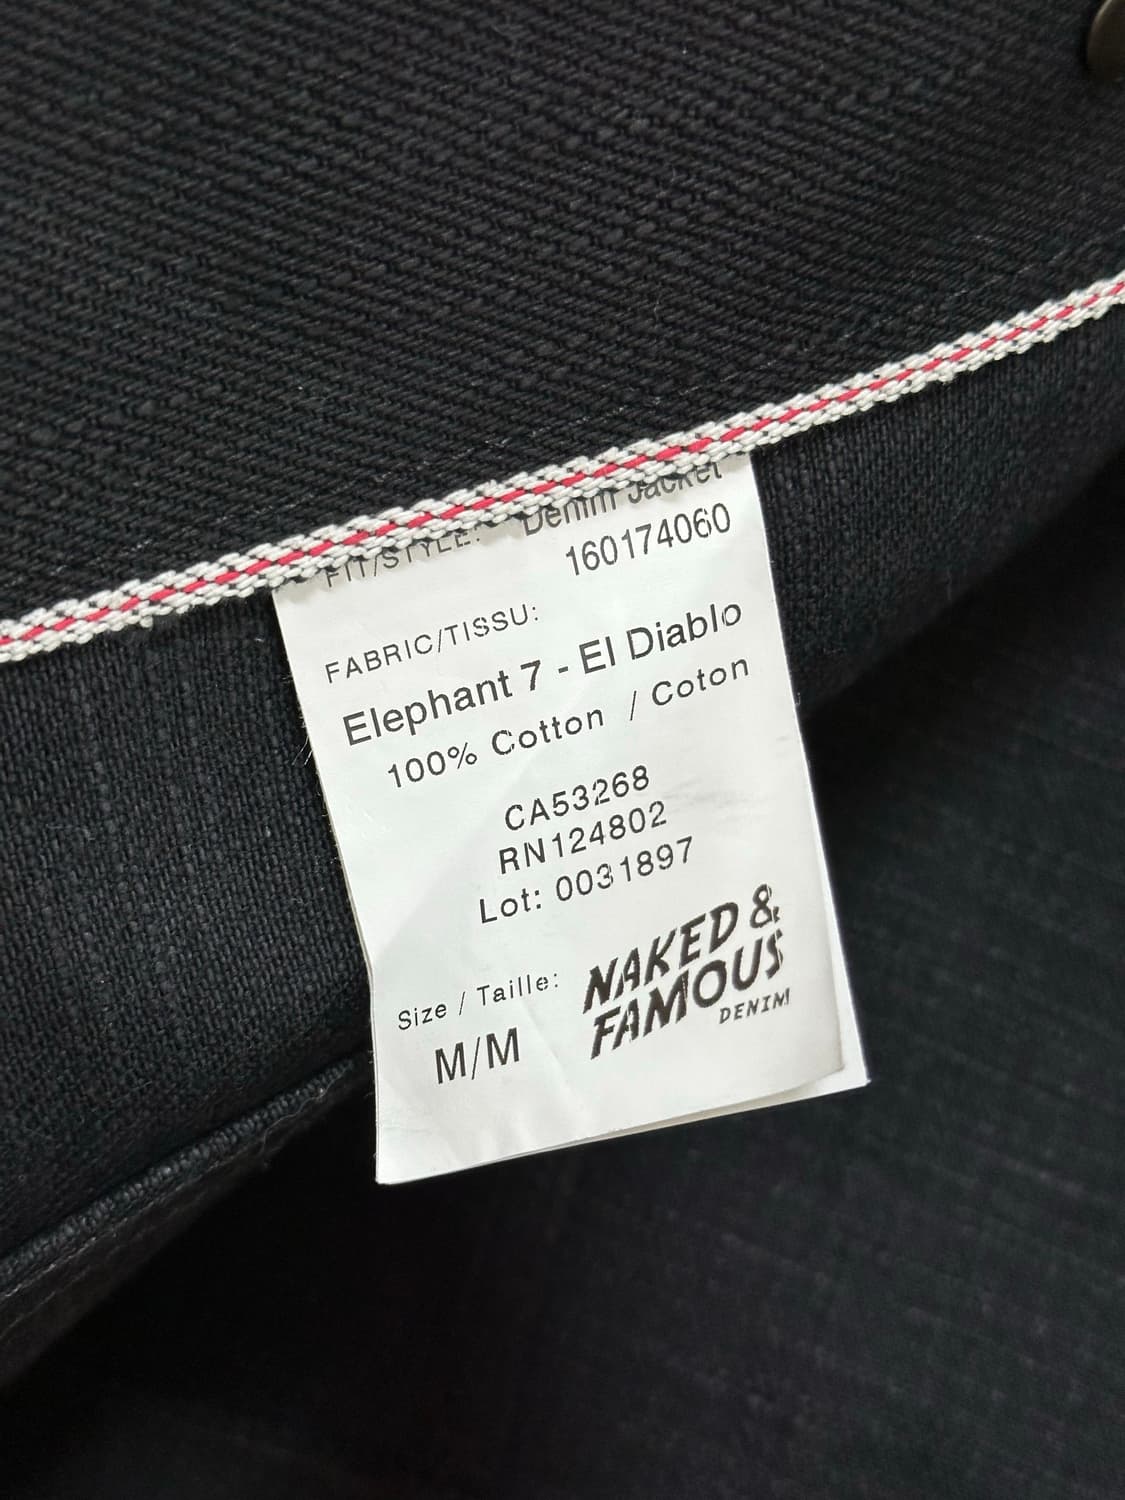 FIT/STYLE: Denim Jacket
160174060
FABRIC/TISSU:
Elephant 7 - El Diablo
100% Cotton / Coton
CA53268
RN124802
Lot: 0031897
Size / Taille:
M/M
NAKED &
FAMOUS
DENIM